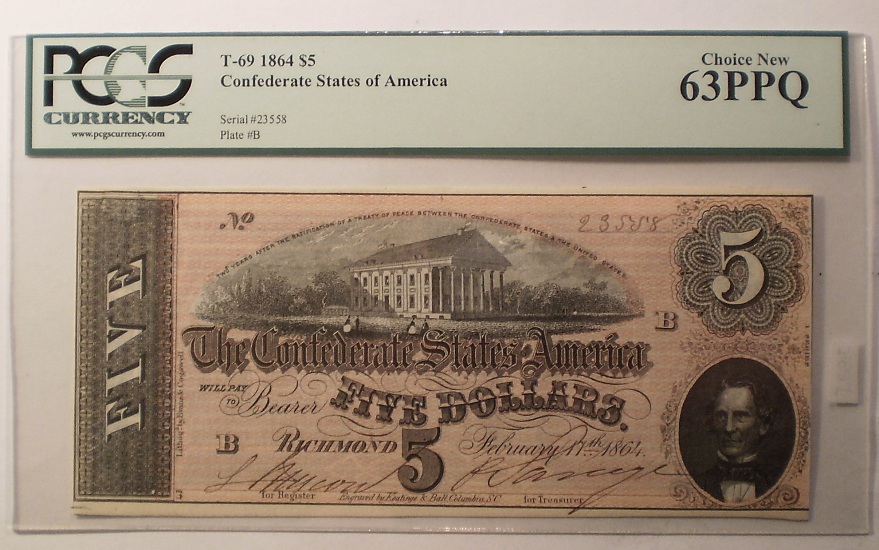 PCGS
CURRENCY
www.pcgscurrency.com
T-69 1864 $5
Confederate States of America
Serial #23558
Plate #B
Choice New
63PPQ
No 23558
TWO YEARS AFTER THE RATIFICATION OF A TREATY OF PEACE BETWEEN THE CONFEDERATE STATES & THE UNITED STATES
5
FIVE
B
The Confederate States of America
WILL PAY
TO Bearer FIVE DOLLARS.
B RICHMOND 5 February 17th 1864.
for Register Engraved by Keatinge & Ball, Columbia, S.C. for Treasurer